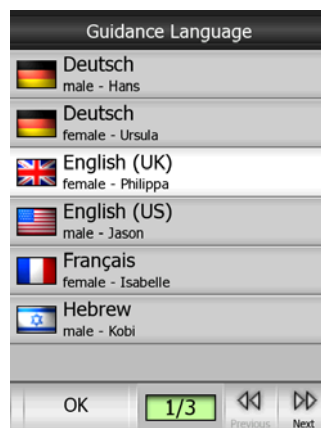 Guidance Language
Deutsch
male - Hans
Deutsch
female - Ursula
English (UK)
female - Philippa
English (US)
male - Jason
Français
female - Isabelle
Hebrew
male - Kobi
OK
1/3
Previous
Next